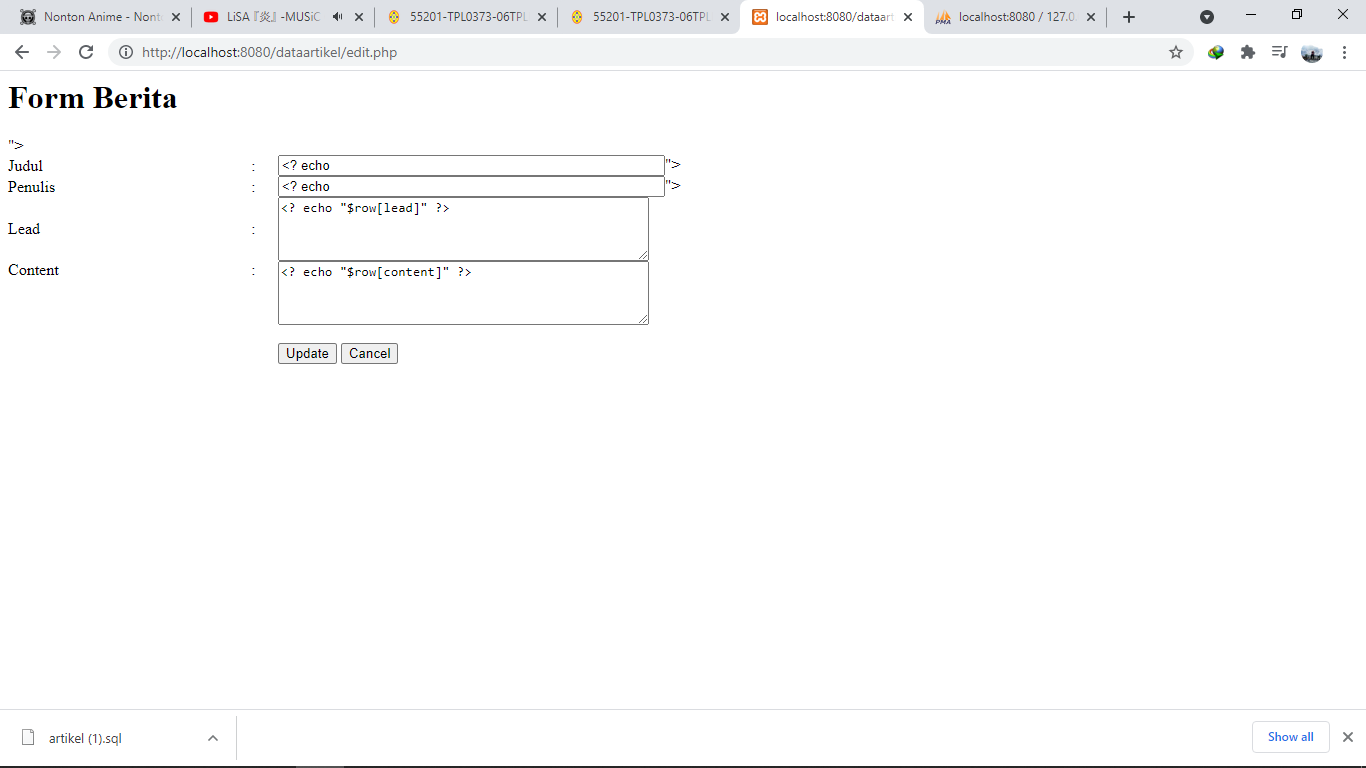 Nonton Anime - Nont
LiSA『炎』-MUSiC
55201-TPL0373-06TPL
55201-TPL0373-06TPL
localhost:8080/dataart
localhost:8080 / 127.0.
http://localhost:8080/dataartikel/edit.php
Form Berita
">
Judul : <? echo ">
Penulis : <? echo ">
Lead : <? echo "$row[lead]" ?>
Content : <? echo "$row[content]" ?>
Update Cancel
artikel (1).sql
Show all